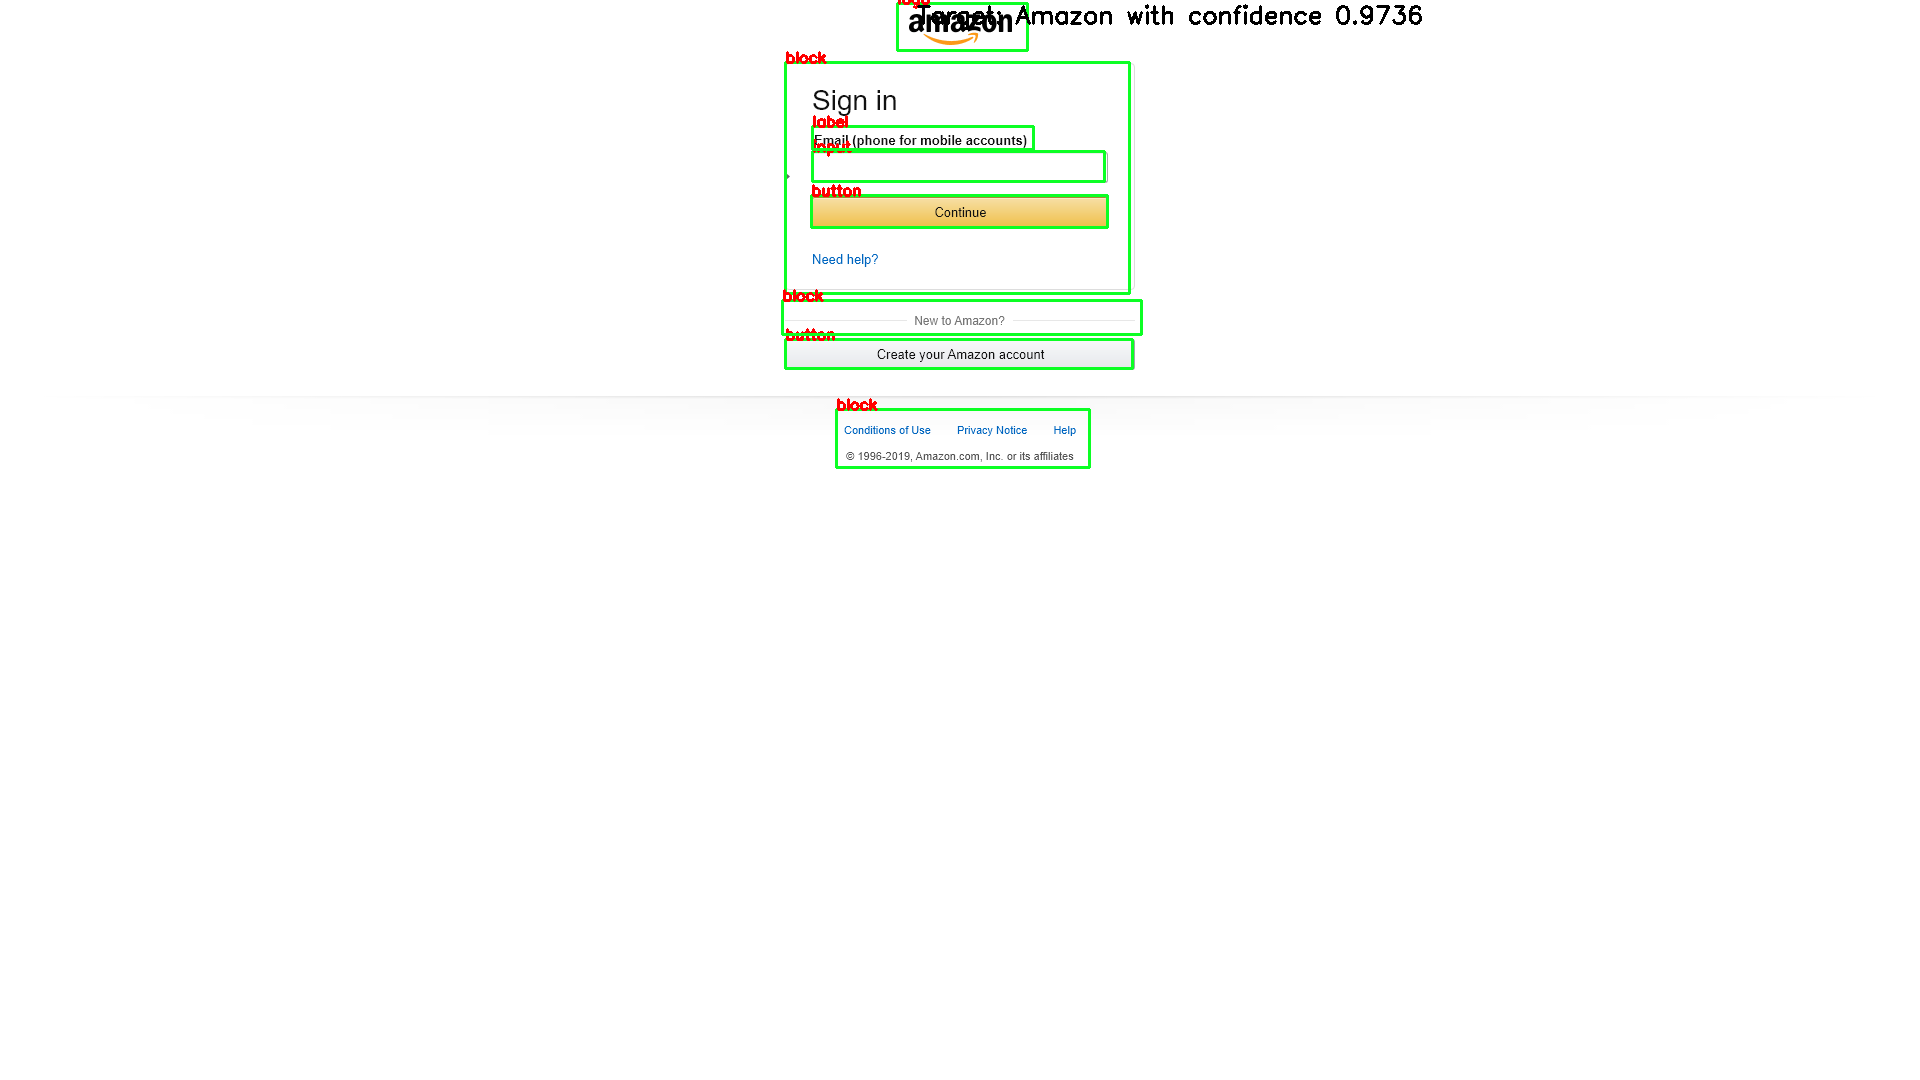 logo
amazon
Target: Amazon with confidence 0.9736
block
Sign in
label
Email (phone for mobile accounts)
input
button
Continue
Need help?
block
New to Amazon?
button
Create your Amazon account
block
Conditions of Use Privacy Notice Help
© 1996-2019, Amazon.com, Inc. or its affiliates